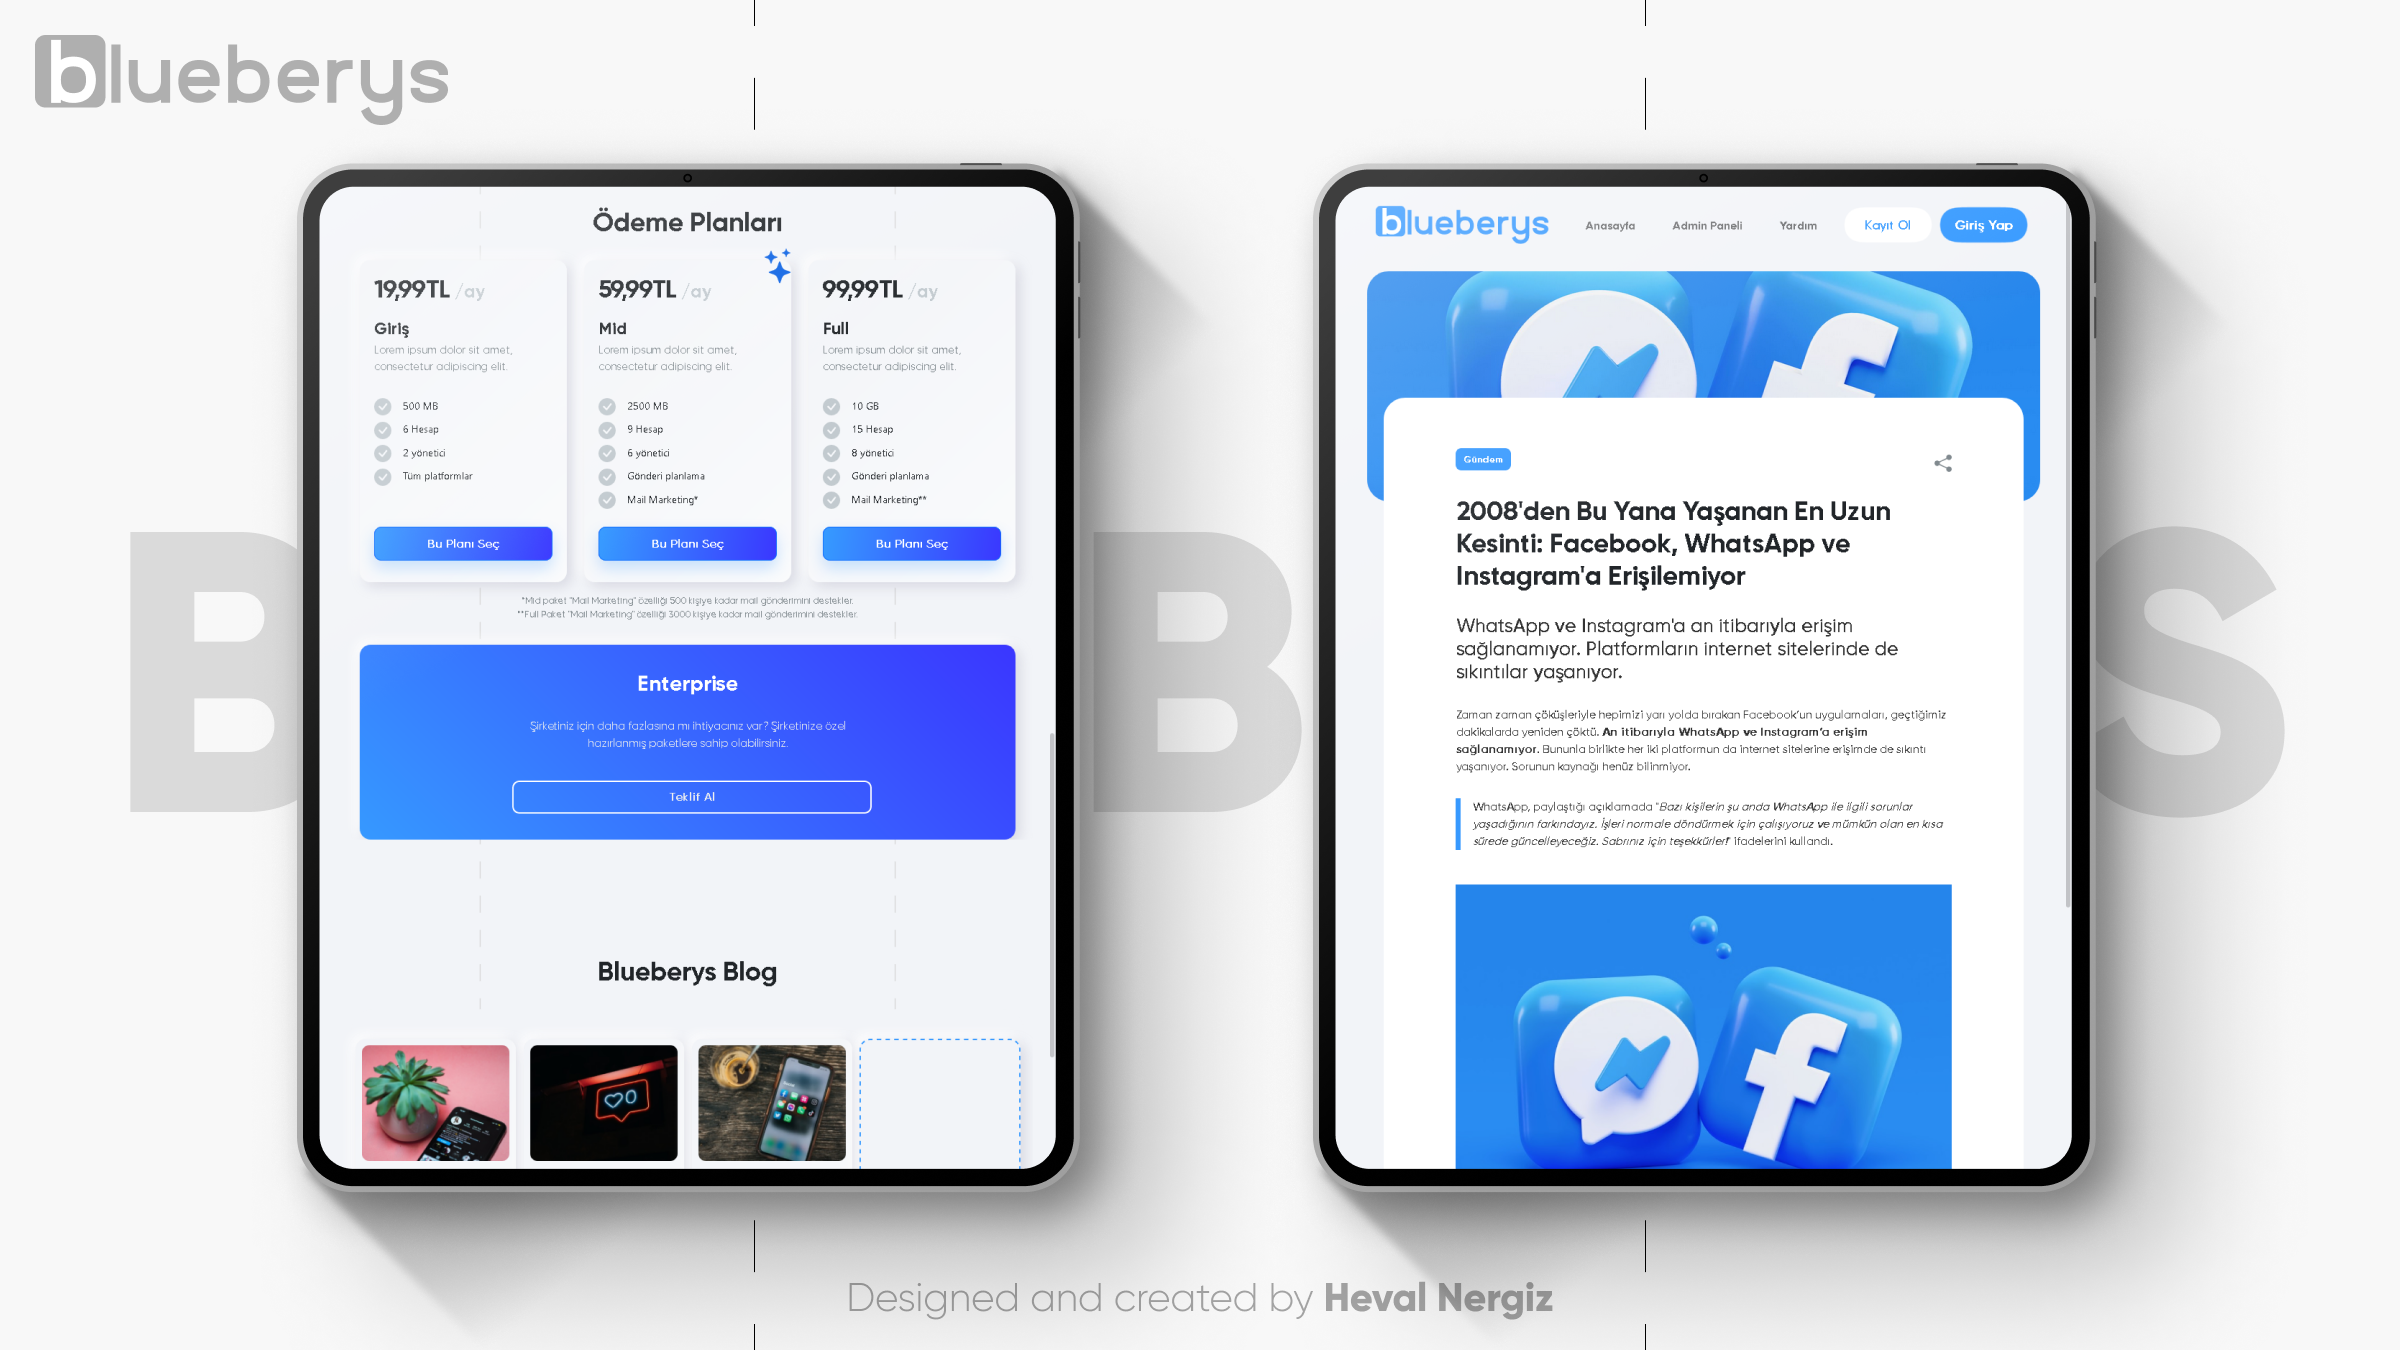 blueberys
B B S
Ödeme Planları
19,99TL /ay
Giriş
Lorem ipsum dolor sit amet,
consectetur adipiscing elit.
500 MB
6 Hesap
2 yönetici
Tüm platformlar
Bu Planı Seç
59,99TL /ay
Mid
Lorem ipsum dolor sit amet,
consectetur adipiscing elit.
2500 MB
9 Hesap
6 yönetici
Gönderi planlama
Mail Marketing*
Bu Planı Seç
99,99TL /ay
Full
Lorem ipsum dolor sit amet,
consectetur adipiscing elit.
10 GB
15 Hesap
8 yönetici
Gönderi planlama
Mail Marketing**
Bu Planı Seç
*Mid paket "Mail Marketing" özelliği 500 kişiye kadar mail gönderimini destekler.
**Full Paket "Mail Marketing" özelliği 3000 kişiye kadar mail gönderimini destekler.
Enterprise
Şirketiniz için daha fazlasına mı ihtiyacınız var? Şirketinize özel
hazırlanmış paketlere sahip olabilirsiniz.
Teklif Al
Blueberys Blog
0
blueberys
Anasayfa
Admin Paneli
Yardım
Kayıt Ol
Giriş Yap
Gündem
2008'den Bu Yana Yaşanan En Uzun
Kesinti: Facebook, WhatsApp ve
Instagram'a Erişilemiyor
WhatsApp ve Instagram'a an itibarıyla erişim
sağlanamıyor. Platformların internet sitelerinde de
sıkıntılar yaşanıyor.
Zaman zaman çöküşleriyle hepimizi yarı yolda bırakan Facebook'un uygulamaları, geçtiğimiz
dakikalarda yeniden çöktü. An itibarıyla WhatsApp ve Instagram'a erişim
sağlanamıyor. Bununla birlikte her iki platformun da internet sitelerine erişimde de sıkıntı
yaşanıyor. Sorunun kaynağı henüz bilinmiyor.
WhatsApp, paylaştığı açıklamada "Bazı kişilerin şu anda WhatsApp ile ilgili sorunlar
yaşadığının farkındayız. İşleri normale döndürmek için çalışıyoruz ve mümkün olan en kısa
sürede güncelleyeceğiz. Sabrınız için teşekkürler!" ifadelerini kullandı.
Designed and created by Heval Nergiz